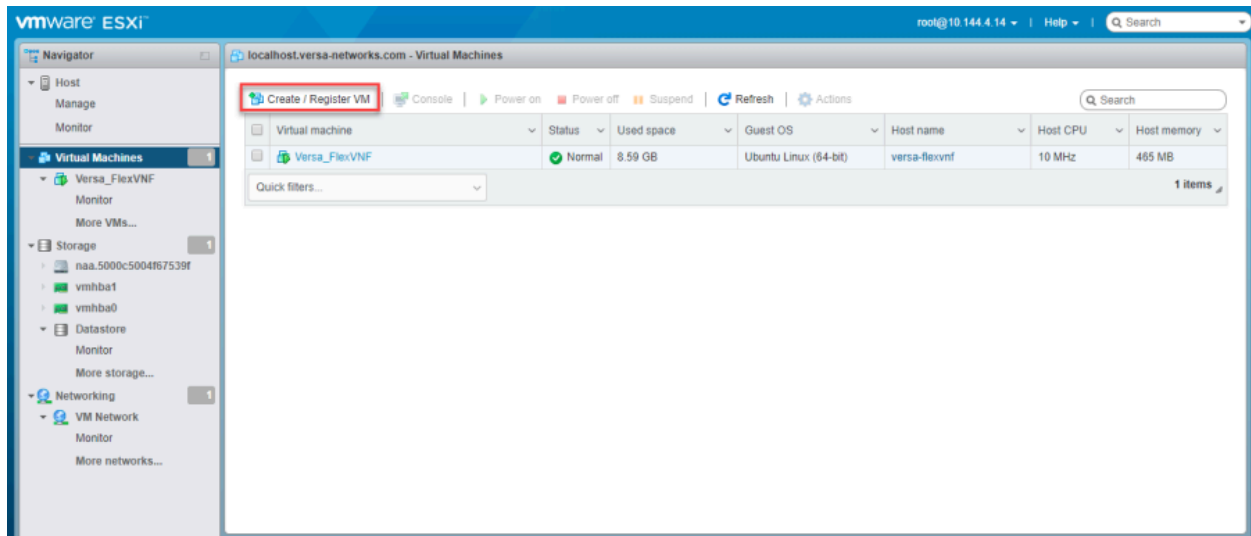 vmware ESXi
root@10.144.4.14 | Help | Search
Navigator
localhost.versa-networks.com - Virtual Machines
Host
Manage
Monitor
Virtual Machines 1
Versa_FlexVNF
Monitor
More VMs...
Storage 1
naa.5000c5004f67539f
vmhba1
vmhba0
Datastore
Monitor
More storage...
Networking 1
VM Network
Monitor
More networks...
Create / Register VM | Console | Power on Power off Suspend | Refresh | Actions
Search
Virtual machine Status Used space Guest OS Host name Host CPU Host memory
Versa_FlexVNF Normal 8.59 GB Ubuntu Linux (64-bit) versa-flexvnf 10 MHz 465 MB
Quick filters... 1 items